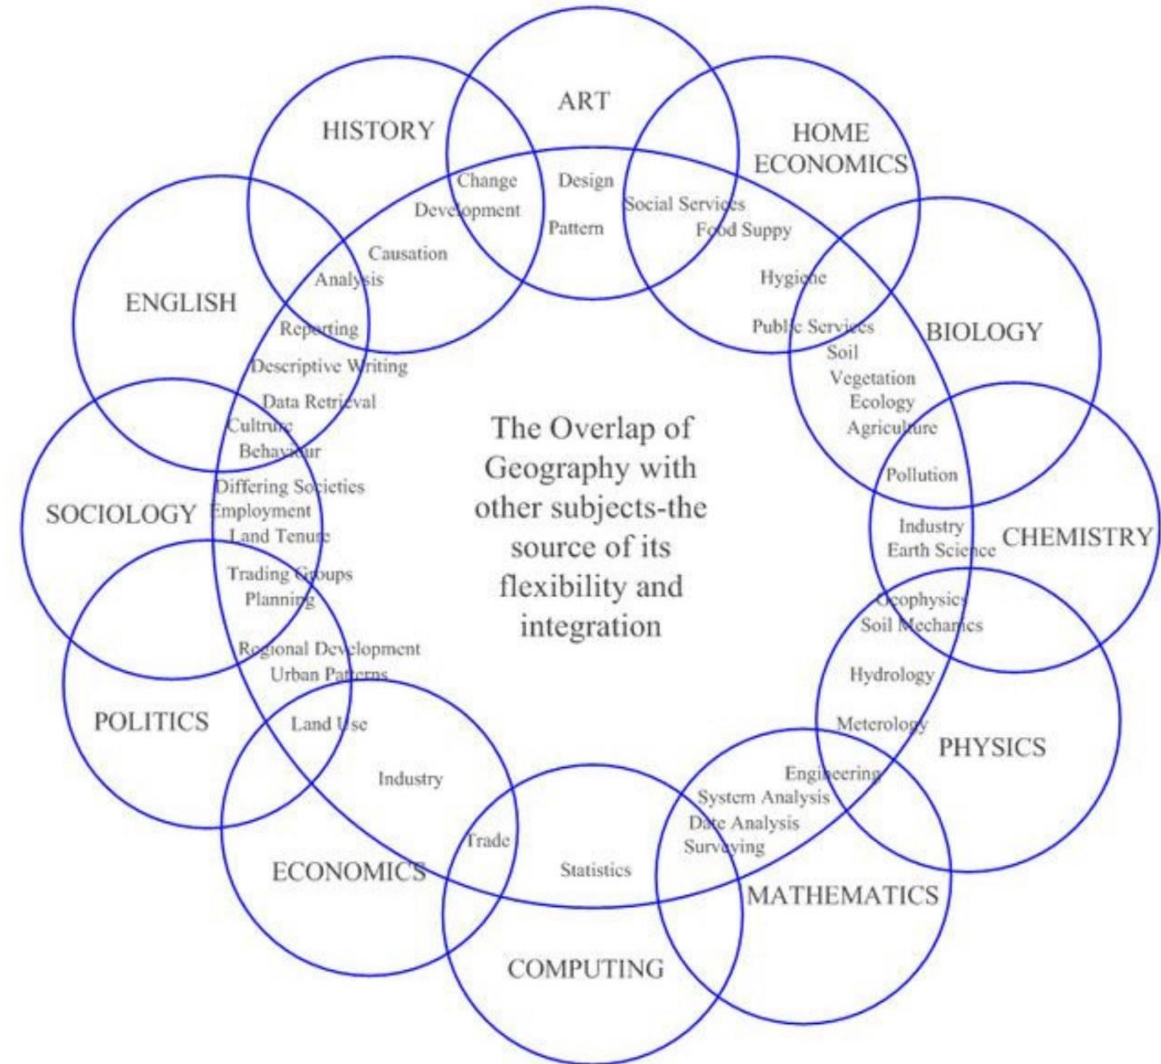 ART
HISTORY
HOME
ECONOMICS
Change
Design
Development
Pattern
Social Services
Food Suppy
Causation
Analysis
Hygiene
ENGLISH
Reporting
Public Services
BIOLOGY
Soil
Descriptive Writing
Vegetation
Data Retrieval
Ecology
Cultrure
Agriculture
Behaviour
The Overlap of
Geography with
other subjects-the
source of its
flexibility and
integration
Pollution
Differing Societies
SOCIOLOGY
Employment
Land Tenure
Industry
Earth Science
CHEMISTRY
Trading Groups
Planning
Geophysics
Soil Mechanics
Regional Development
Urban Patterns
Hydrology
POLITICS
Land Use
Meterology
PHYSICS
Industry
Engineering
System Analysis
Date Analysis
Surveying
Trade
ECONOMICS
Statistics
MATHEMATICS
COMPUTING